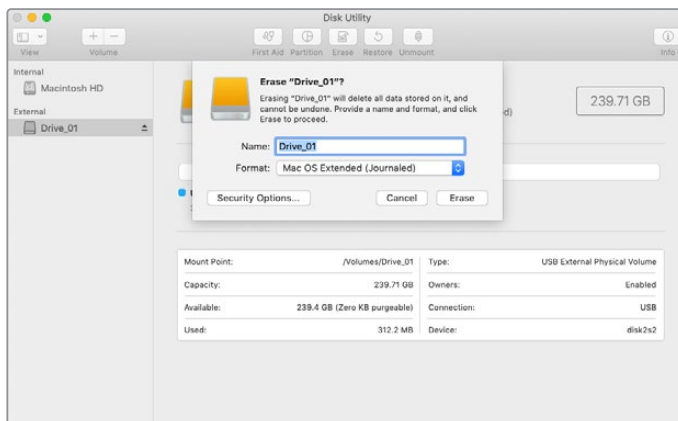 Disk Utility
View
Volume
First Aid Partition Erase Restore Unmount
Info
Internal
Macintosh HD
External
Drive_01
Erase "Drive_01"?
Erasing "Drive_01" will delete all data stored on it, and
cannot be undone. Provide a name and format, and click
Erase to proceed.
Name: Drive_01
Format: Mac OS Extended (Journaled)
Security Options... Cancel Erase
239.71 GB
Mount Point: /Volumes/Drive_01 Type: USB External Physical Volume
Capacity: 239.71 GB Owners: Enabled
Available: 239.4 GB (Zero KB purgeable) Connection: USB
Used: 312.2 MB Device: disk2s2